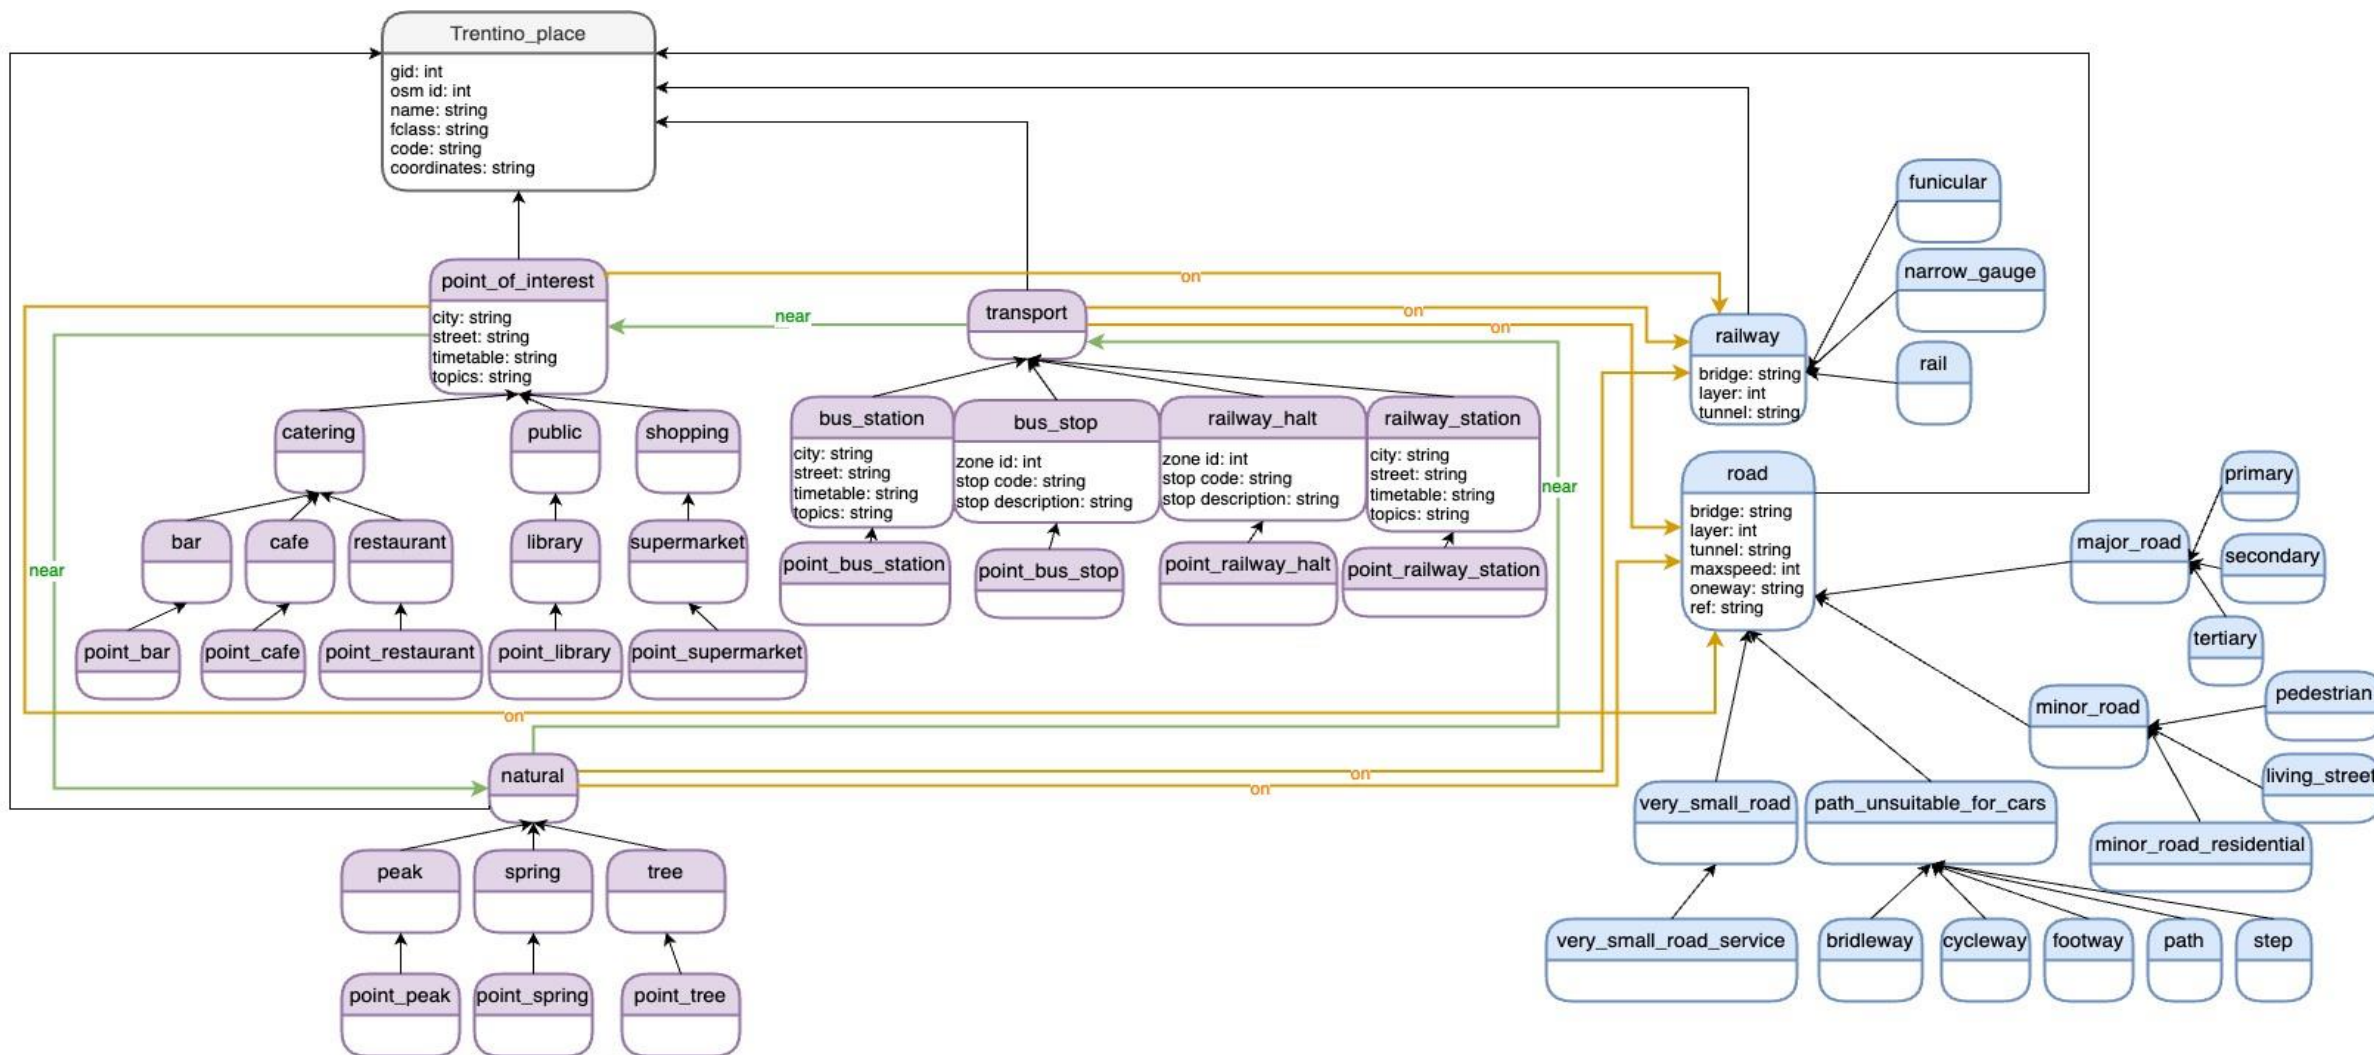 Trentino_place
gid: int
osm id: int
name: string
fclass: string
code: string
coordinates: string
funicular
narrow_gauge
rail
point_of_interest
city: string
street: string
timetable: string
topics: string
on
near
transport
on
on
railway
bridge: string
layer: int
tunnel: string
catering
public
shopping
bus_station
city: string
street: string
timetable: string
topics: string
bus_stop
zone id: int
stop code: string
stop description: string
railway_halt
zone id: int
stop code: string
stop description: string
railway_station
city: string
street: string
timetable: string
topics: string
near
road
bridge: string
layer: int
tunnel: string
maxspeed: int
oneway: string
ref: string
primary
major_road
secondary
tertiary
bar
cafe
restaurant
library
supermarket
point_bus_station
point_bus_stop
point_railway_halt
point_railway_station
near
point_bar
point_cafe
point_restaurant
point_library
point_supermarket
on
minor_road
pedestrian
living_street
minor_road_residential
natural
on
on
very_small_road
path_unsuitable_for_cars
peak
spring
tree
very_small_road_service
bridleway
cycleway
footway
path
step
point_peak
point_spring
point_tree